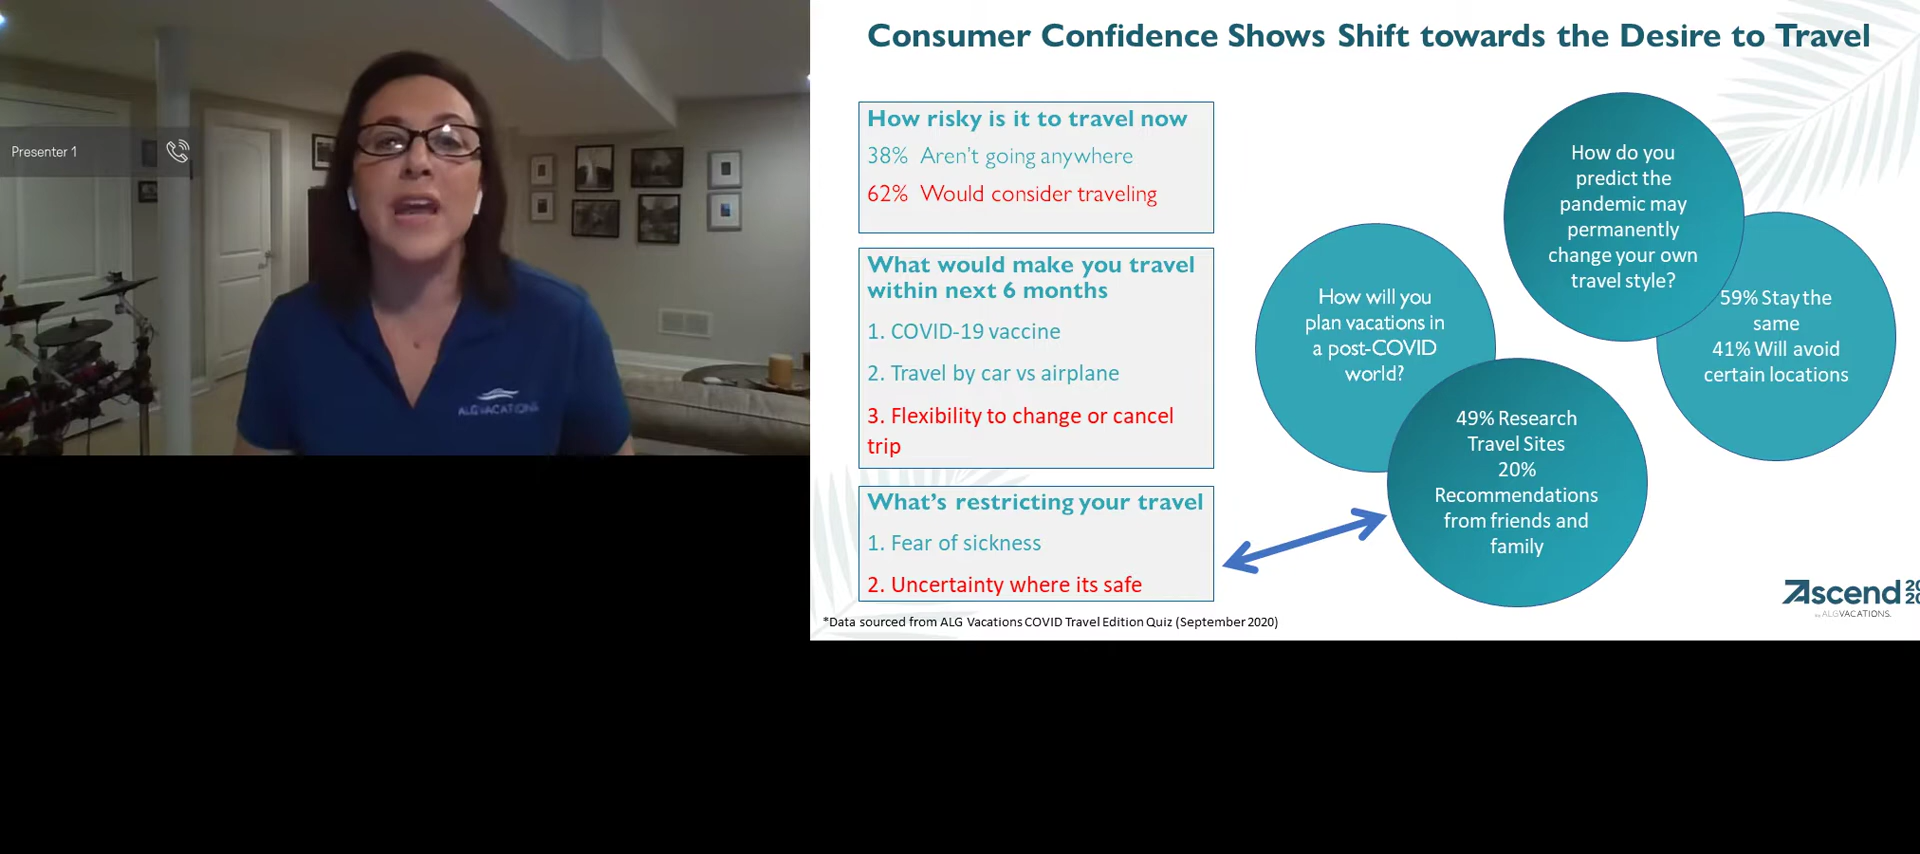 Presenter 1
ALGVACATIONS
Consumer Confidence Shows Shift towards the Desire to Travel
How risky is it to travel now
38% Aren't going anywhere
62% Would consider traveling
What would make you travel
within next 6 months
1. COVID-19 vaccine
2. Travel by car vs airplane
3. Flexibility to change or cancel
trip
What's restricting your travel
1. Fear of sickness
2. Uncertainty where its safe
*Data sourced from ALG Vacations COVID Travel Edition Quiz (September 2020)
How will you
plan vacations in
a post-COVID
world?
49% Research
Travel Sites
20%
Recommendations
from friends and
family
How do you
predict the
pandemic may
permanently
change your own
travel style?
59% Stay the
same
41% Will avoid
certain locations
Ascend
by ALGVACATIONS.